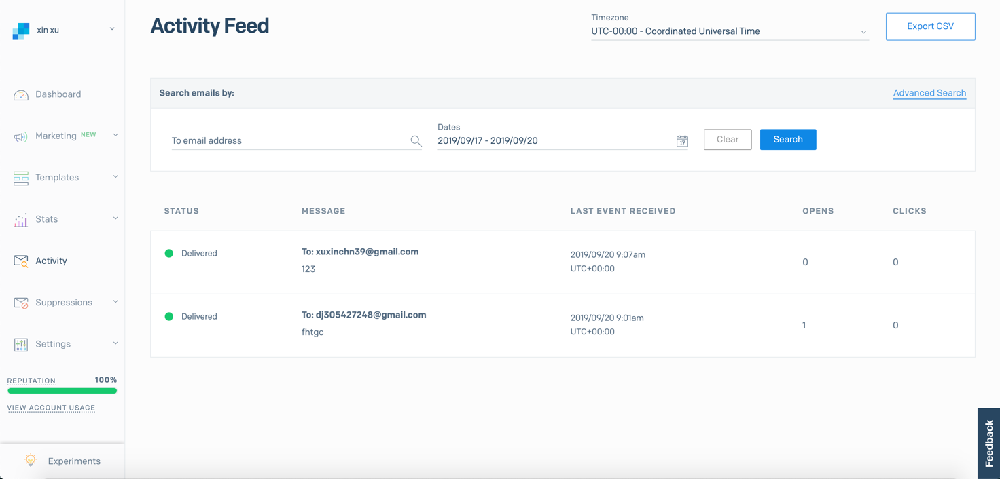 xin xu
Dashboard
Marketing NEW
Templates
Stats
Activity
Suppressions
Settings
REPUTATION 100%
VIEW ACCOUNT USAGE
Experiments
Activity Feed
Timezone
UTC-00:00 - Coordinated Universal Time
Export CSV
Search emails by:
Advanced Search
To email address
Dates
2019/09/17 - 2019/09/20
17
Clear
Search
STATUS MESSAGE LAST EVENT RECEIVED OPENS CLICKS
Delivered
To: xuxinchn39@gmail.com
123
2019/09/20 9:07am
UTC+00:00
0
0
Delivered
To: dj305427248@gmail.com
fhtgc
2019/09/20 9:01am
UTC+00:00
1
0
Feedback